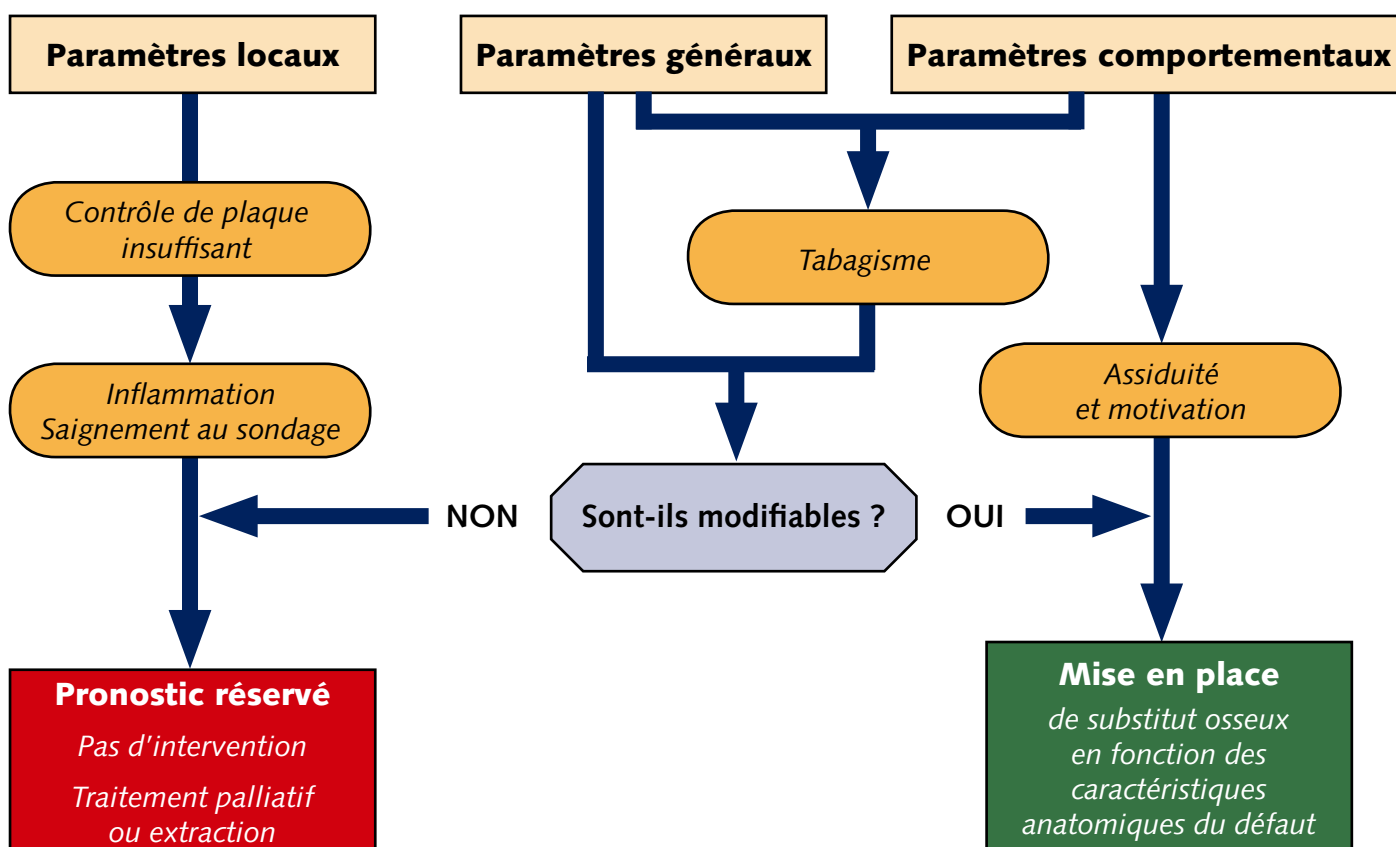 Paramètres locaux
Paramètres généraux
Paramètres comportementaux
Contrôle de plaque
insuffisant
Tabagisme
Inflammation
Saignement au sondage
Assiduité
et motivation
NON
Sont-ils modifiables ?
OUI
Pronostic réservé
Pas d’intervention
Traitement palliatif
ou extraction
Mise en place
de substitut osseux
en fonction des
caractéristiques
anatomiques du défaut